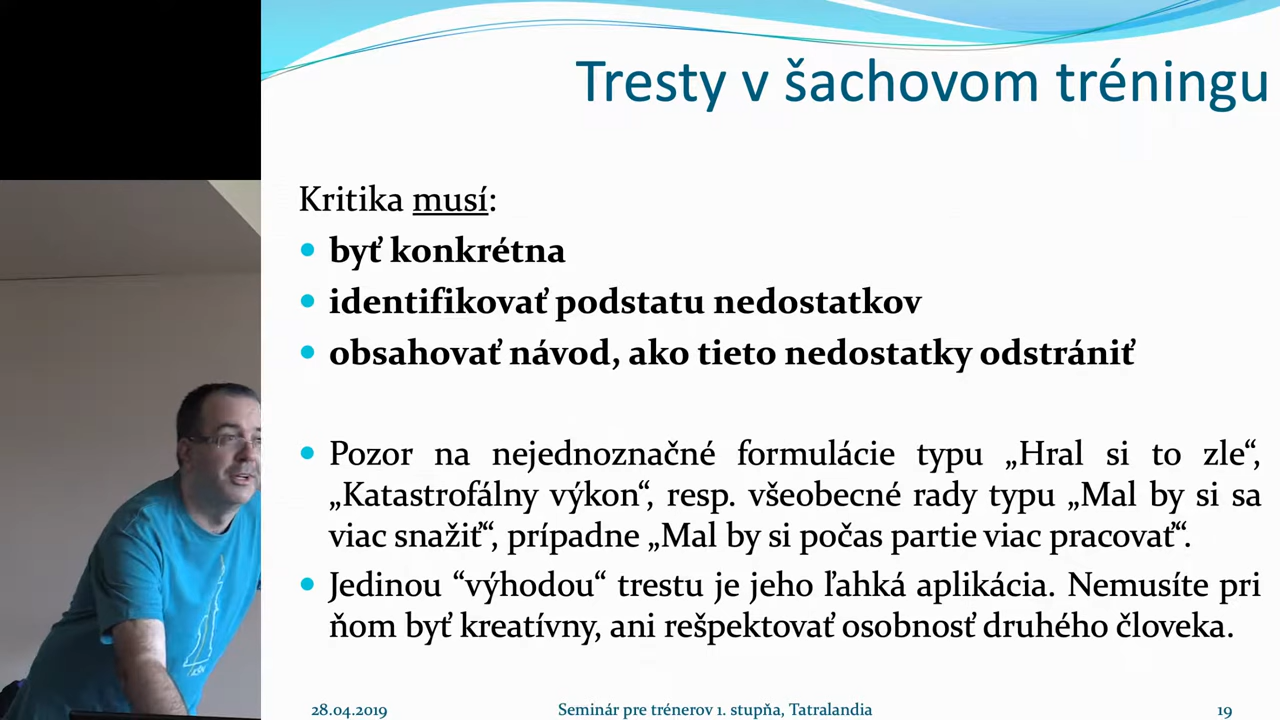 Tresty v šachovom tréningu
Kritika musí:
• byť konkrétna
• identifikovať podstatu nedostatkov
• obsahovať návod, ako tieto nedostatky odstrániť
• Pozor na nejednoznačné formulácie typu „Hral si to zle“,
„Katastrofálny výkon“, resp. všeobecné rady typu „Mal by si sa
viac snažiť“, prípadne „Mal by si počas partie viac pracovať“.
• Jedinou “výhodou“ trestu je jeho ľahká aplikácia. Nemusíte pri
ňom byť kreatívny, ani rešpektovať osobnosť druhého človeka.
28.04.2019
Seminár pre trénerov 1. stupňa, Tatralandia
19